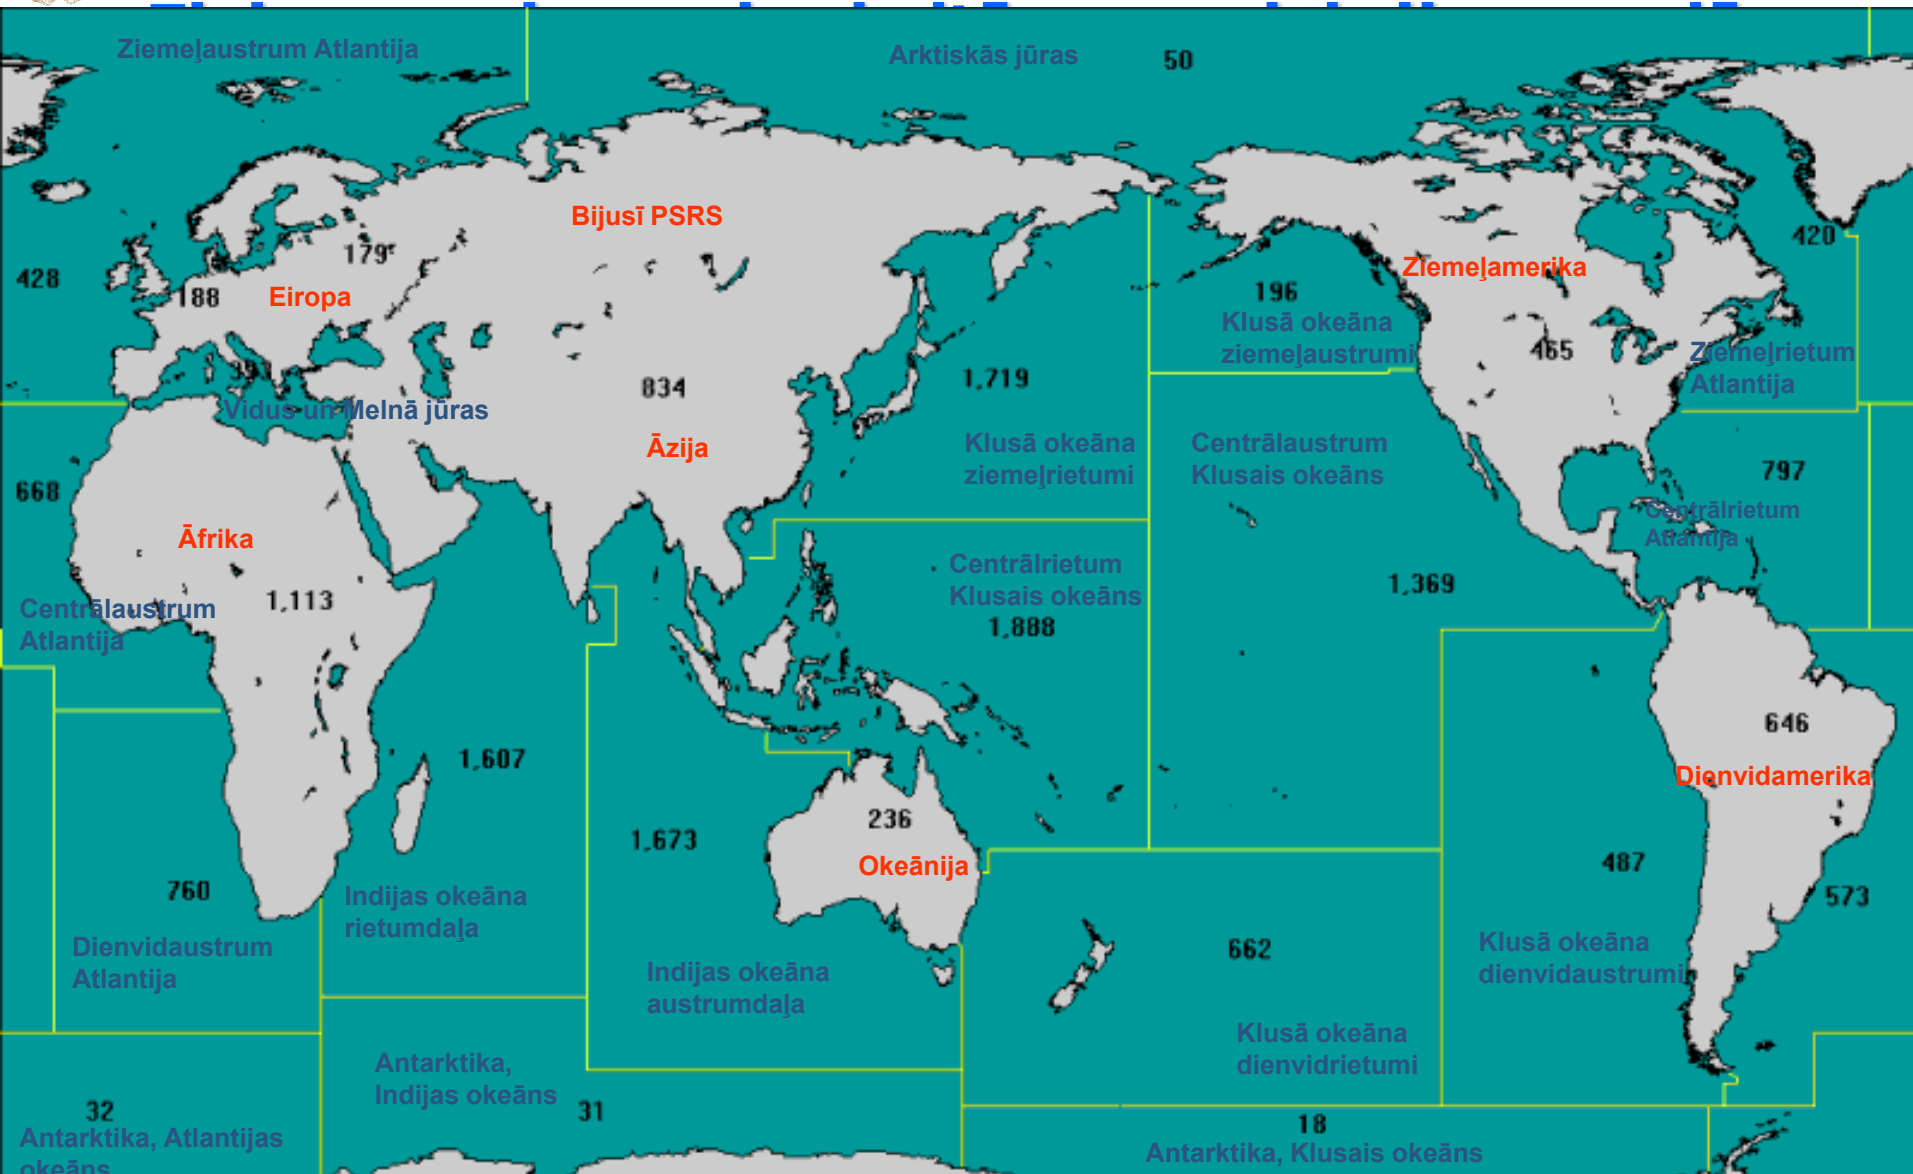 Ziemeļaustrum Atlantija
Arktiskās jūras
50
Bijusī PSRS
179
420
428
188
Eiropa
Ziemeļamerika
196
Klusā okeāna
ziemeļaustrumi
465
Ziemeļrietum
Atlantija
834
1,719
Vidus un Melnā jūras
Āzija
Klusā okeāna
ziemeļrietumi
Centrālaustrum
Klusais okeāns
797
668
Centrālrietum
Atlantija
Āfrika
Centrālrietum
Klusais okeāns
1,888
1,369
1,113
Centrālaustrum
Atlantija
646
Dienvidamerika
1,607
236
Okeānija
1,673
487
573
760
Indijas okeāna
rietumdaļa
Dienvidaustrum
Atlantija
662
Klusā okeāna
dienvidaustrumi
Indijas okeāna
austrumdaļa
Klusā okeāna
dienvidrietumi
Antarktika,
Indijas okeāns
31
32
Antarktika, Atlantijas
okeāns
18
Antarktika, Klusais okeāns